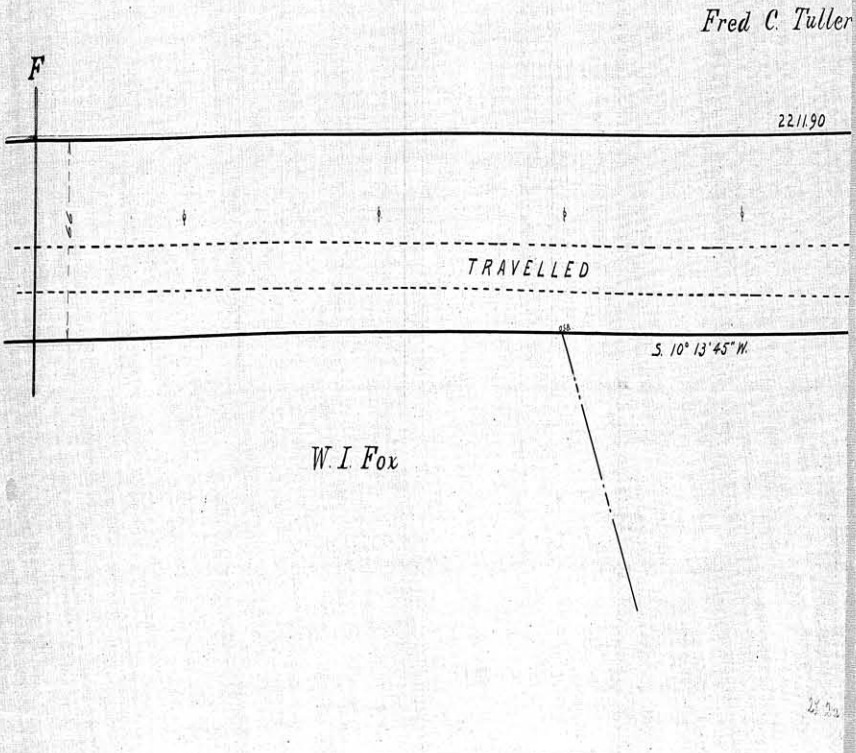 Fred C. Tuller
F
2211.90
TRAVELLED
O.S.B.
S. 10° 13' 45" W.
W. I. Fox